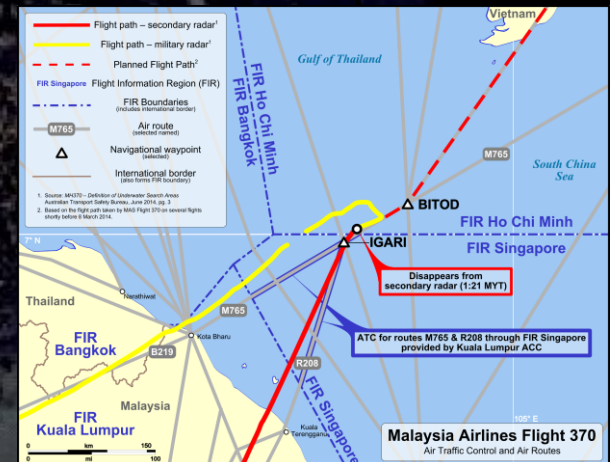 Flight path – secondary radar¹
Flight path – military radar¹
Planned Flight Path²
FIR Singapore Flight Information Region (FIR)
FIR Boundaries
(includes international border)
M765 Air route
(selected named)
Navigational waypoint
(selected)
International border
(also forms FIR boundary)
1. Source: MH370 – Definition of Underwater Search Areas
Australian Transport Safety Bureau, June 2014, pg. 3
2. Based on the flight path taken by MAS Flight 370 on several flights
shortly before 8 March 2014.
Vietnam
Gulf of Thailand
FIR Ho Chi Minh
FIR Bangkok
M765
South China
Sea
BITOD
FIR Ho Chi Minh
7° N
IGARI
FIR Singapore
Disappears from
secondary radar (1:21 MYT)
Thailand
Narathiwat
M765
Kota Bharu
ATC for routes M765 & R208 through FIR Singapore
provided by Kuala Lumpur ACC
FIR
Bangkok
B219
R208
FIR Singapore
Malaysia
105° E
FIR
Kuala Lumpur
Kuala
Terengganu
Malaysia Airlines Flight 370
Air Traffic Control and Air Routes
0 km 150
0 mi 100